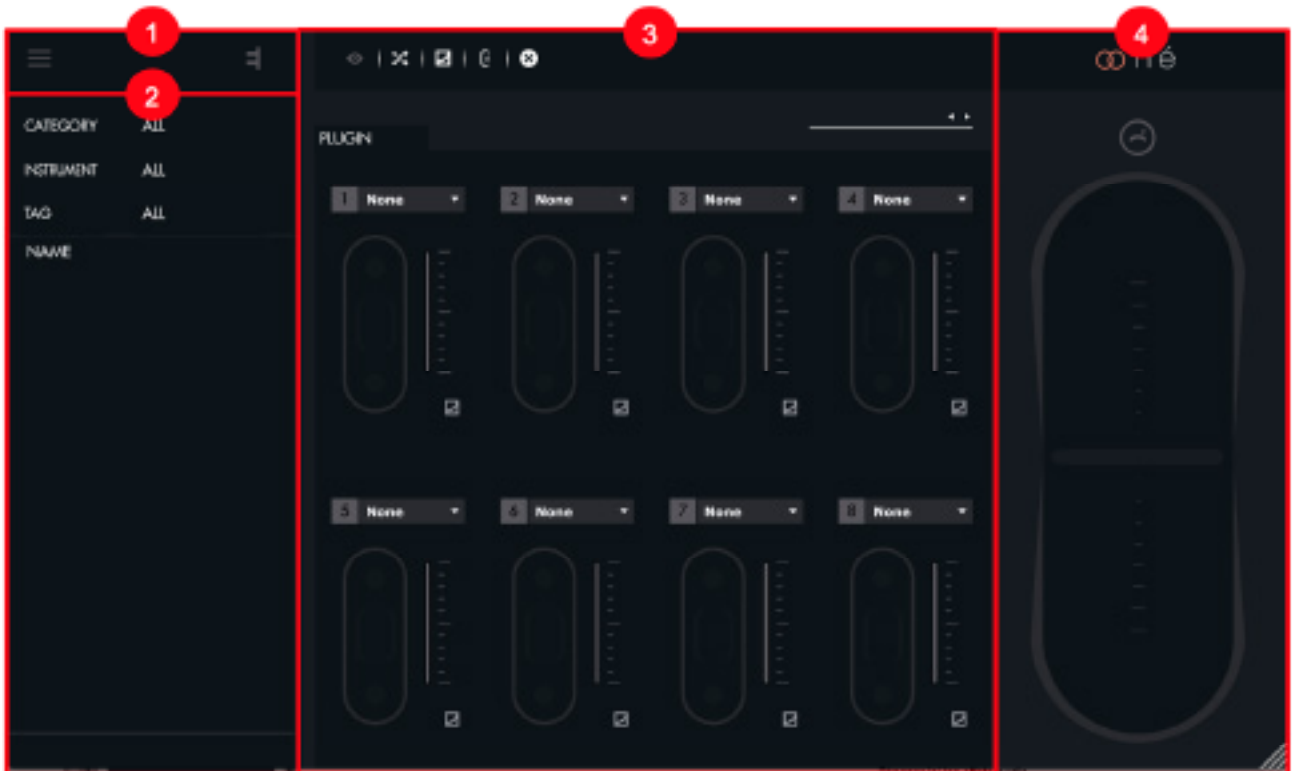 1
2
3
4
CATEGORY ALL
INSTRUMENT ALL
TAG ALL
NAME
PLUGIN
1 None
2 None
3 None
4 None
5 None
6 None
7 None
8 None